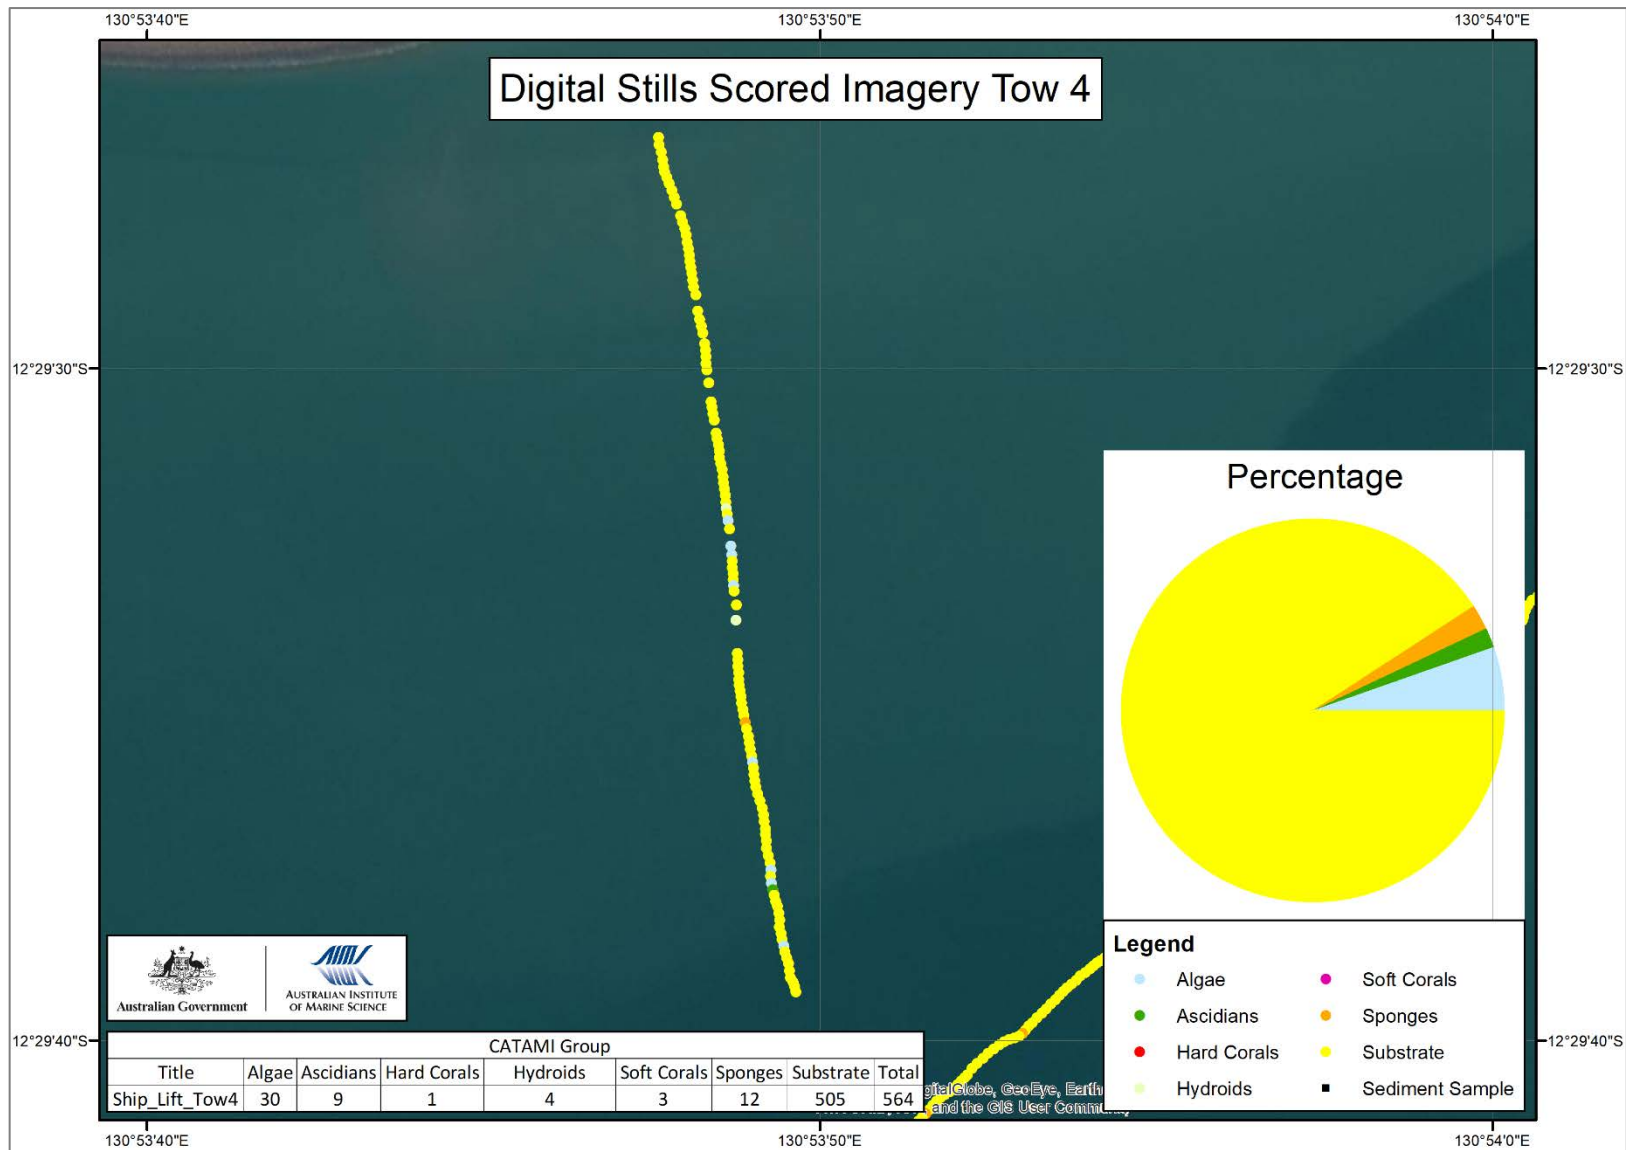 130°53'40"E 130°53'50"E 130°54'0"E
Digital Stills Scored Imagery Tow 4
12°29'30"S 12°29'30"S
Percentage
Legend
Algae Soft Corals
Ascidians Sponges
Hard Corals Substrate
Hydroids Sediment Sample
Australian Government
AUSTRALIAN INSTITUTE
OF MARINE SCIENCE
AIMS
12°29'40"S 12°29'40"S
CATAMI Group
Title Algae Ascidians Hard Corals Hydroids Soft Corals Sponges Substrate Total
Ship_Lift_Tow4 30 9 1 4 3 12 505 564
GeoEye,
and the GIS User Community
130°53'40"E 130°53'50"E 130°54'0"E